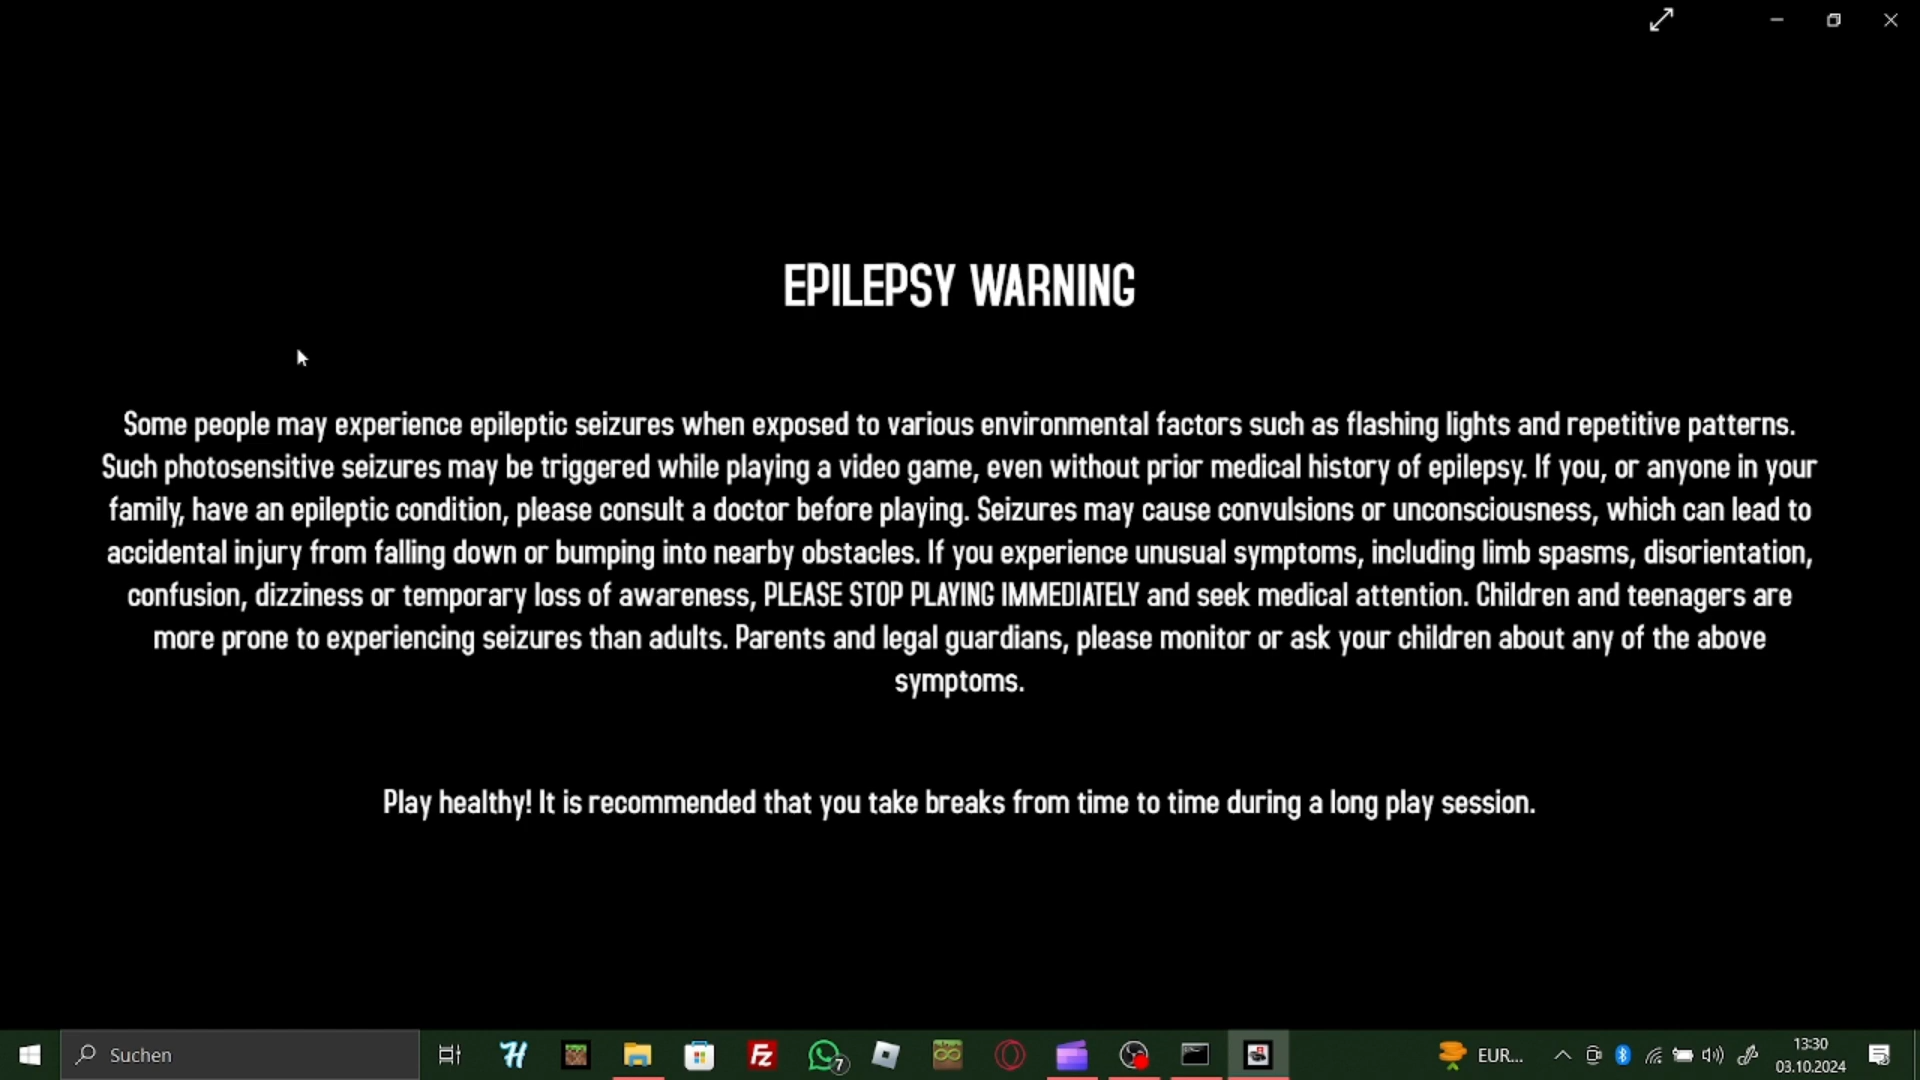 EPILEPSY WARNING
Some people may experience epileptic seizures when exposed to various environmental factors such as flashing lights and repetitive patterns.
Such photosensitive seizures may be triggered while playing a video game, even without prior medical history of epilepsy. If you, or anyone in your
family, have an epileptic condition, please consult a doctor before playing. Seizures may cause convulsions or unconsciousness, which can lead to
accidental injury from falling down or bumping into nearby obstacles. If you experience unusual symptoms, including limb spasms, disorientation,
confusion, dizziness or temporary loss of awareness, PLEASE STOP PLAYING IMMEDIATELY and seek medical attention. Children and teenagers are
more prone to experiencing seizures than adults. Parents and legal guardians, please monitor or ask your children about any of the above
symptoms.
Play healthy! It is recommended that you take breaks from time to time during a long play session.
Suchen
Fz
7
EUR...
13:30
03.10.2024